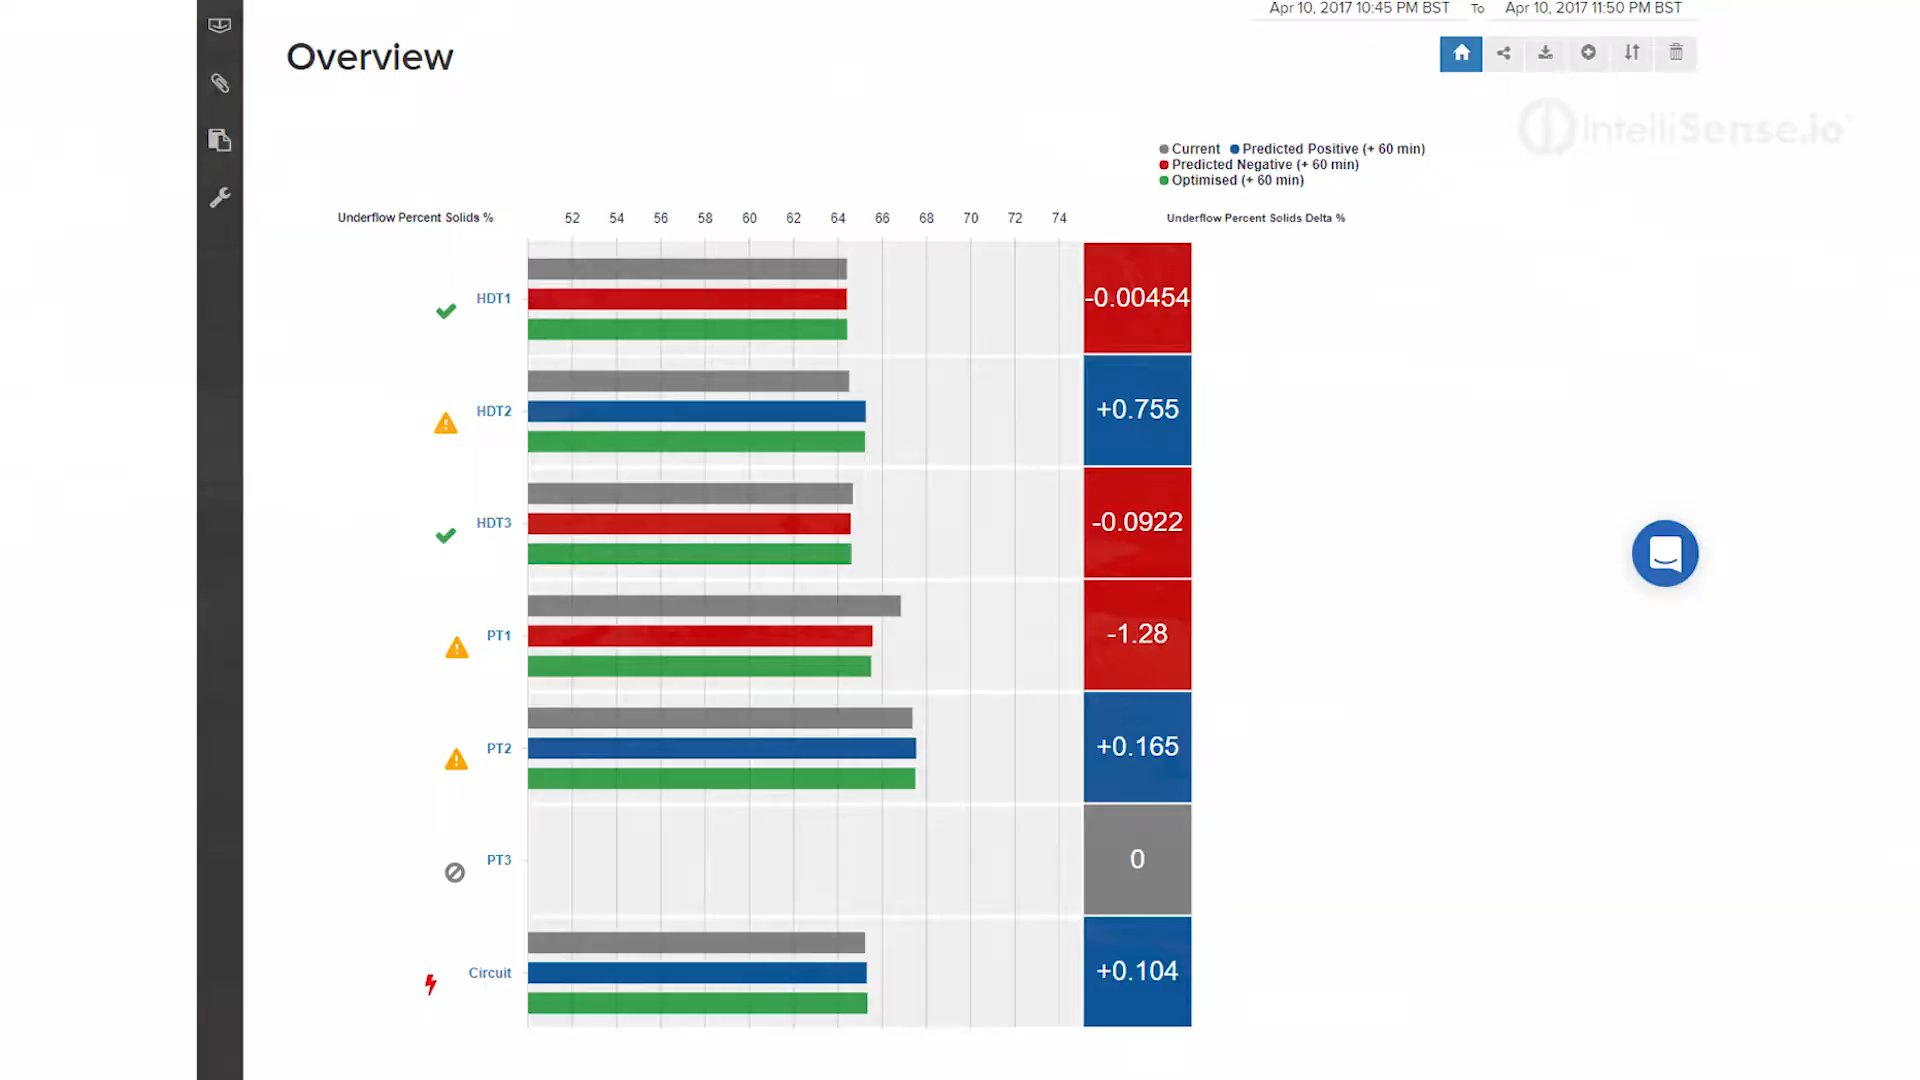 Apr 10, 2017 10:45 PM BST To Apr 10, 2017 11:50 PM BST
Overview
IntelliSense.io
Current Predicted Positive (+ 60 min)
Predicted Negative (+ 60 min)
Optimised (+ 60 min)
Underflow Percent Solids % 52 54 56 58 60 62 64 66 68 70 72 74 Underflow Percent Solids Delta %
HDT1 -0.00454
HDT2 +0.755
HDT3 -0.0922
PT1 -1.28
PT2 +0.165
PT3 0
Circuit +0.104